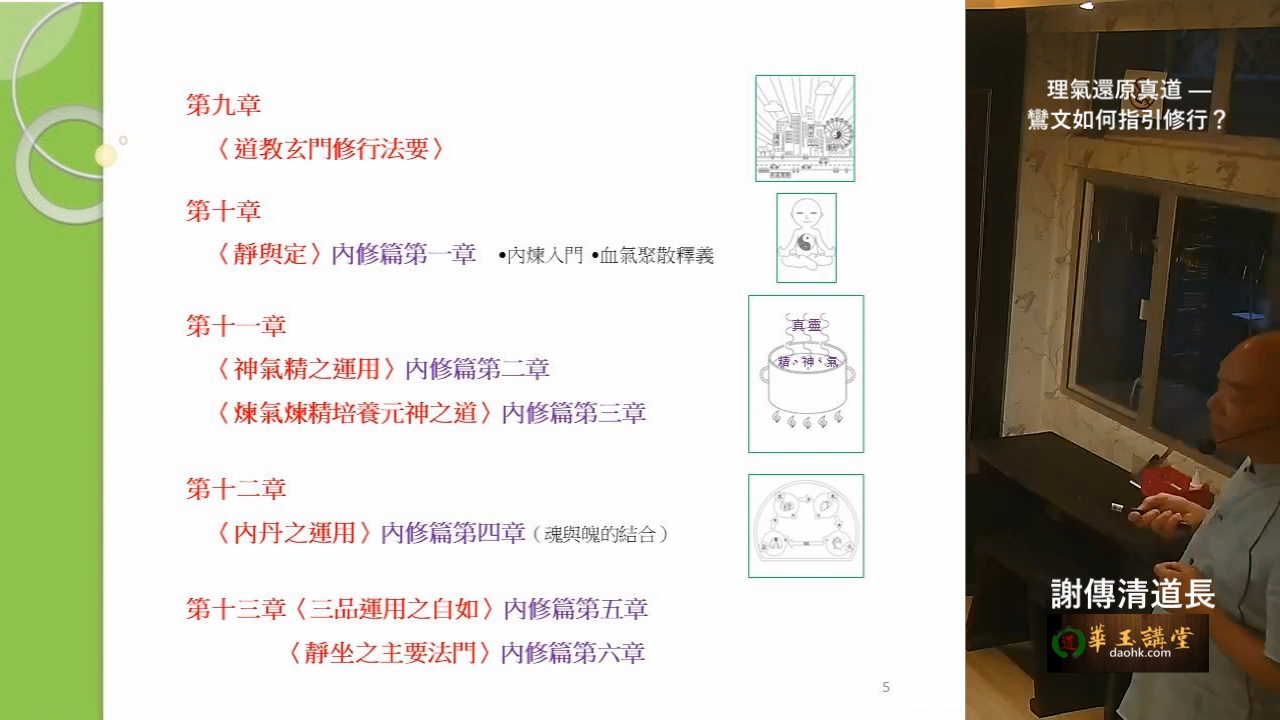 第九章
〈道教玄門修行法要〉
第十章
〈靜與定〉內修篇第一章 •內煉入門 •血氣聚散釋義
第十一章
〈神氣精之運用〉內修篇第二章
〈煉氣煉精培養元神之道〉內修篇第三章
真靈
精、神、氣
第十二章
〈內丹之運用〉內修篇第四章（魂與魄的結合）
第十三章〈三品運用之自如〉內修篇第五章
〈靜坐之主要法門〉內修篇第六章
5
理氣還原真道 —
鸞文如何指引修行？
謝傳清道長
道 華玉講堂
daohk.com